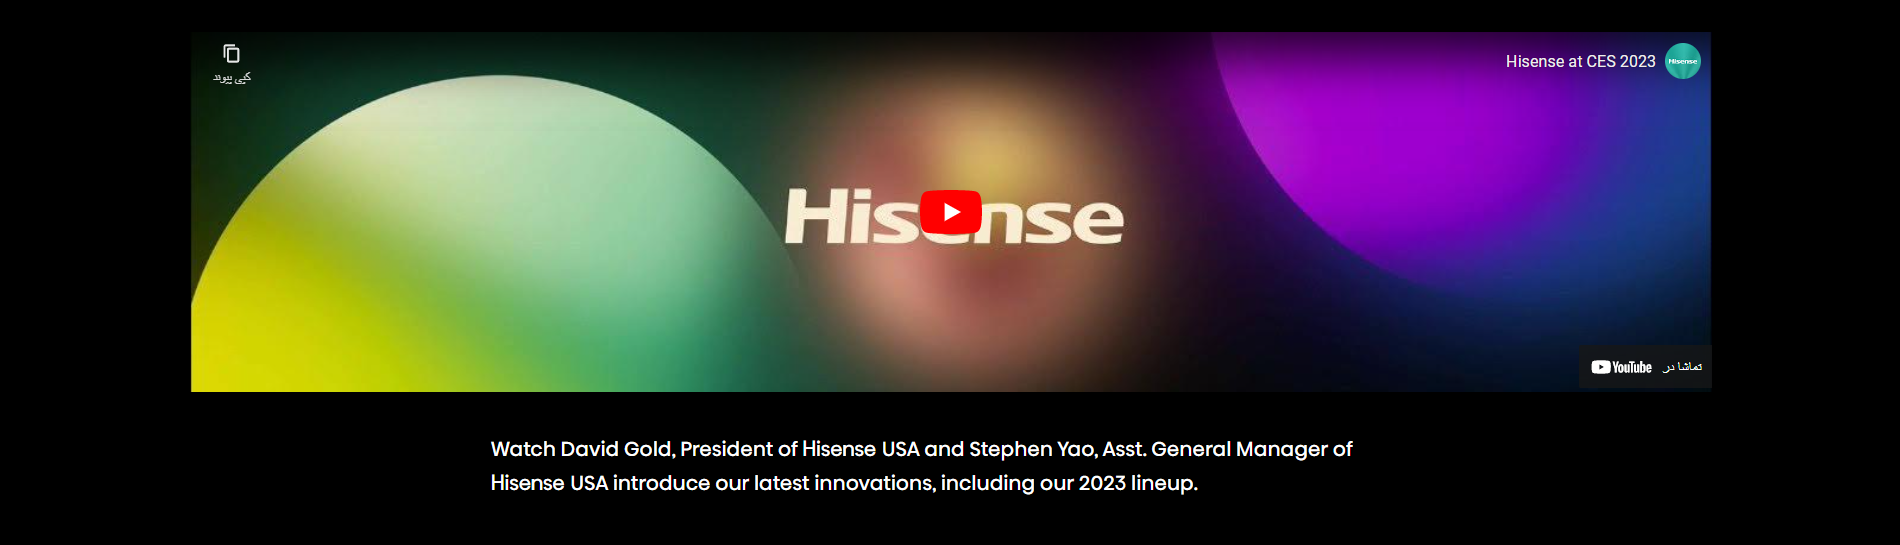 کپی پیوند
Hisense at CES 2023
Hisense
Hisense
YouTube تماشا در
Watch David Gold, President of Hisense USA and Stephen Yao, Asst. General Manager of
Hisense USA introduce our latest innovations, including our 2023 lineup.